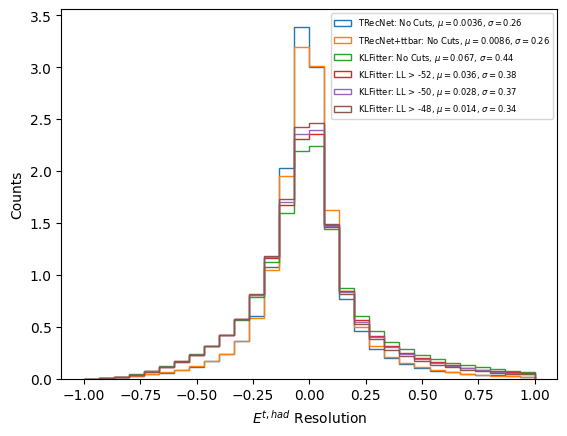 TRecNet: No Cuts, μ = 0.0036, σ = 0.26
TRecNet+ttbar: No Cuts, μ = 0.0086, σ = 0.26
KLFitter: No Cuts, μ = 0.067, σ = 0.44
KLFitter: LL > -52, μ = 0.036, σ = 0.38
KLFitter: LL > -50, μ = 0.028, σ = 0.37
KLFitter: LL > -48, μ = 0.014, σ = 0.34
Counts
3.5
3.0
2.5
2.0
1.5
1.0
0.5
0.0
−1.00 −0.75 −0.50 −0.25 0.00 0.25 0.50 0.75 1.00
E^{t, had} Resolution